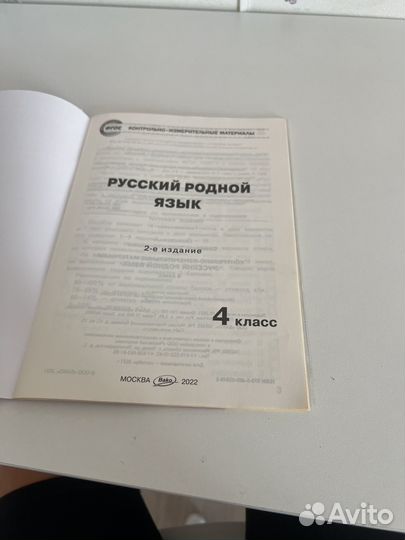 ФГОС КОНТРОЛЬНО-ИЗМЕРИТЕЛЬНЫЕ МАТЕРИАЛЫ
РУССКИЙ РОДНОЙ
ЯЗЫК
2-е издание
4 класс
МОСКВА Вако 2022
Avito